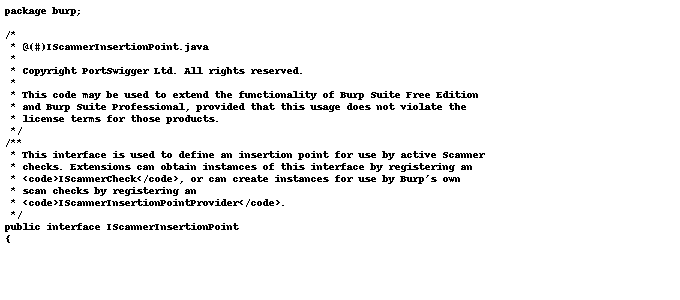 package burp;

/*
 * @(#)IScannerInsertionPoint.java
 *
 * Copyright PortSwigger Ltd. All rights reserved.
 *
 * This code may be used to extend the functionality of Burp Suite Free Edition
 * and Burp Suite Professional, provided that this usage does not violate the
 * license terms for those products.
 */
/**
 * This interface is used to define an insertion point for use by active Scanner
 * checks. Extensions can obtain instances of this interface by registering an
 * <code>IScannerCheck</code>, or can create instances for use by Burp's own
 * scan checks by registering an
 * <code>IScannerInsertionPointProvider</code>.
 */
public interface IScannerInsertionPoint
{